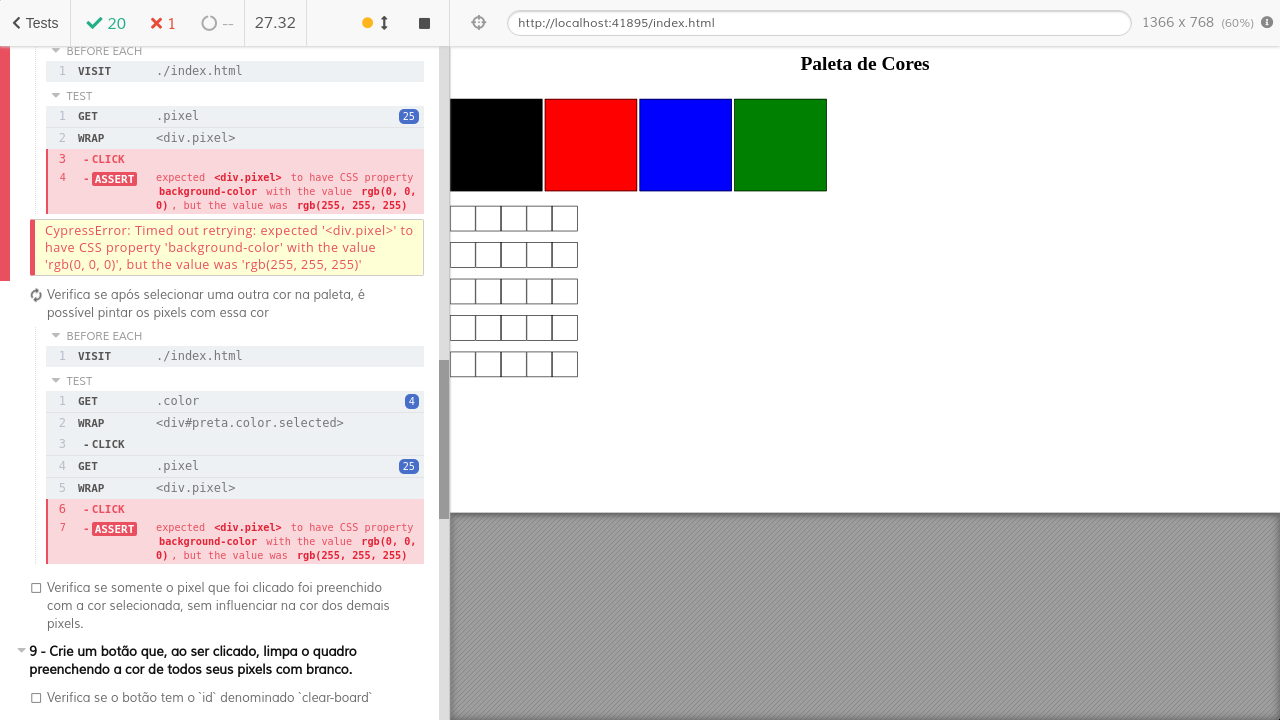 Tests 20 1 -- 27.32 http://localhost:41895/index.html 1366 x 768 (60%)
BEFORE EACH
1 VISIT ./index.html
TEST
1 GET .pixel 25
2 WRAP <div.pixel>
3 - CLICK
4 - ASSERT expected <div.pixel> to have CSS property
background-color with the value rgb(0, 0,
0) , but the value was rgb(255, 255, 255)
CypressError: Timed out retrying: expected '<div.pixel>' to
have CSS property 'background-color' with the value
'rgb(0, 0, 0)', but the value was 'rgb(255, 255, 255)'
Verifica se após selecionar uma outra cor na paleta, é
possível pintar os pixels com essa cor
BEFORE EACH
1 VISIT ./index.html
TEST
1 GET .color 4
2 WRAP <div#preta.color.selected>
3 - CLICK
4 GET .pixel 25
5 WRAP <div.pixel>
6 - CLICK
7 - ASSERT expected <div.pixel> to have CSS property
background-color with the value rgb(0, 0,
0) , but the value was rgb(255, 255, 255)
Verifica se somente o pixel que foi clicado foi preenchido
com a cor selecionada, sem influenciar na cor dos demais
pixels.
9 - Crie um botão que, ao ser clicado, limpa o quadro
preenchendo a cor de todos seus pixels com branco.
Verifica se o botão tem o `id` denominado `clear-board`
Paleta de Cores